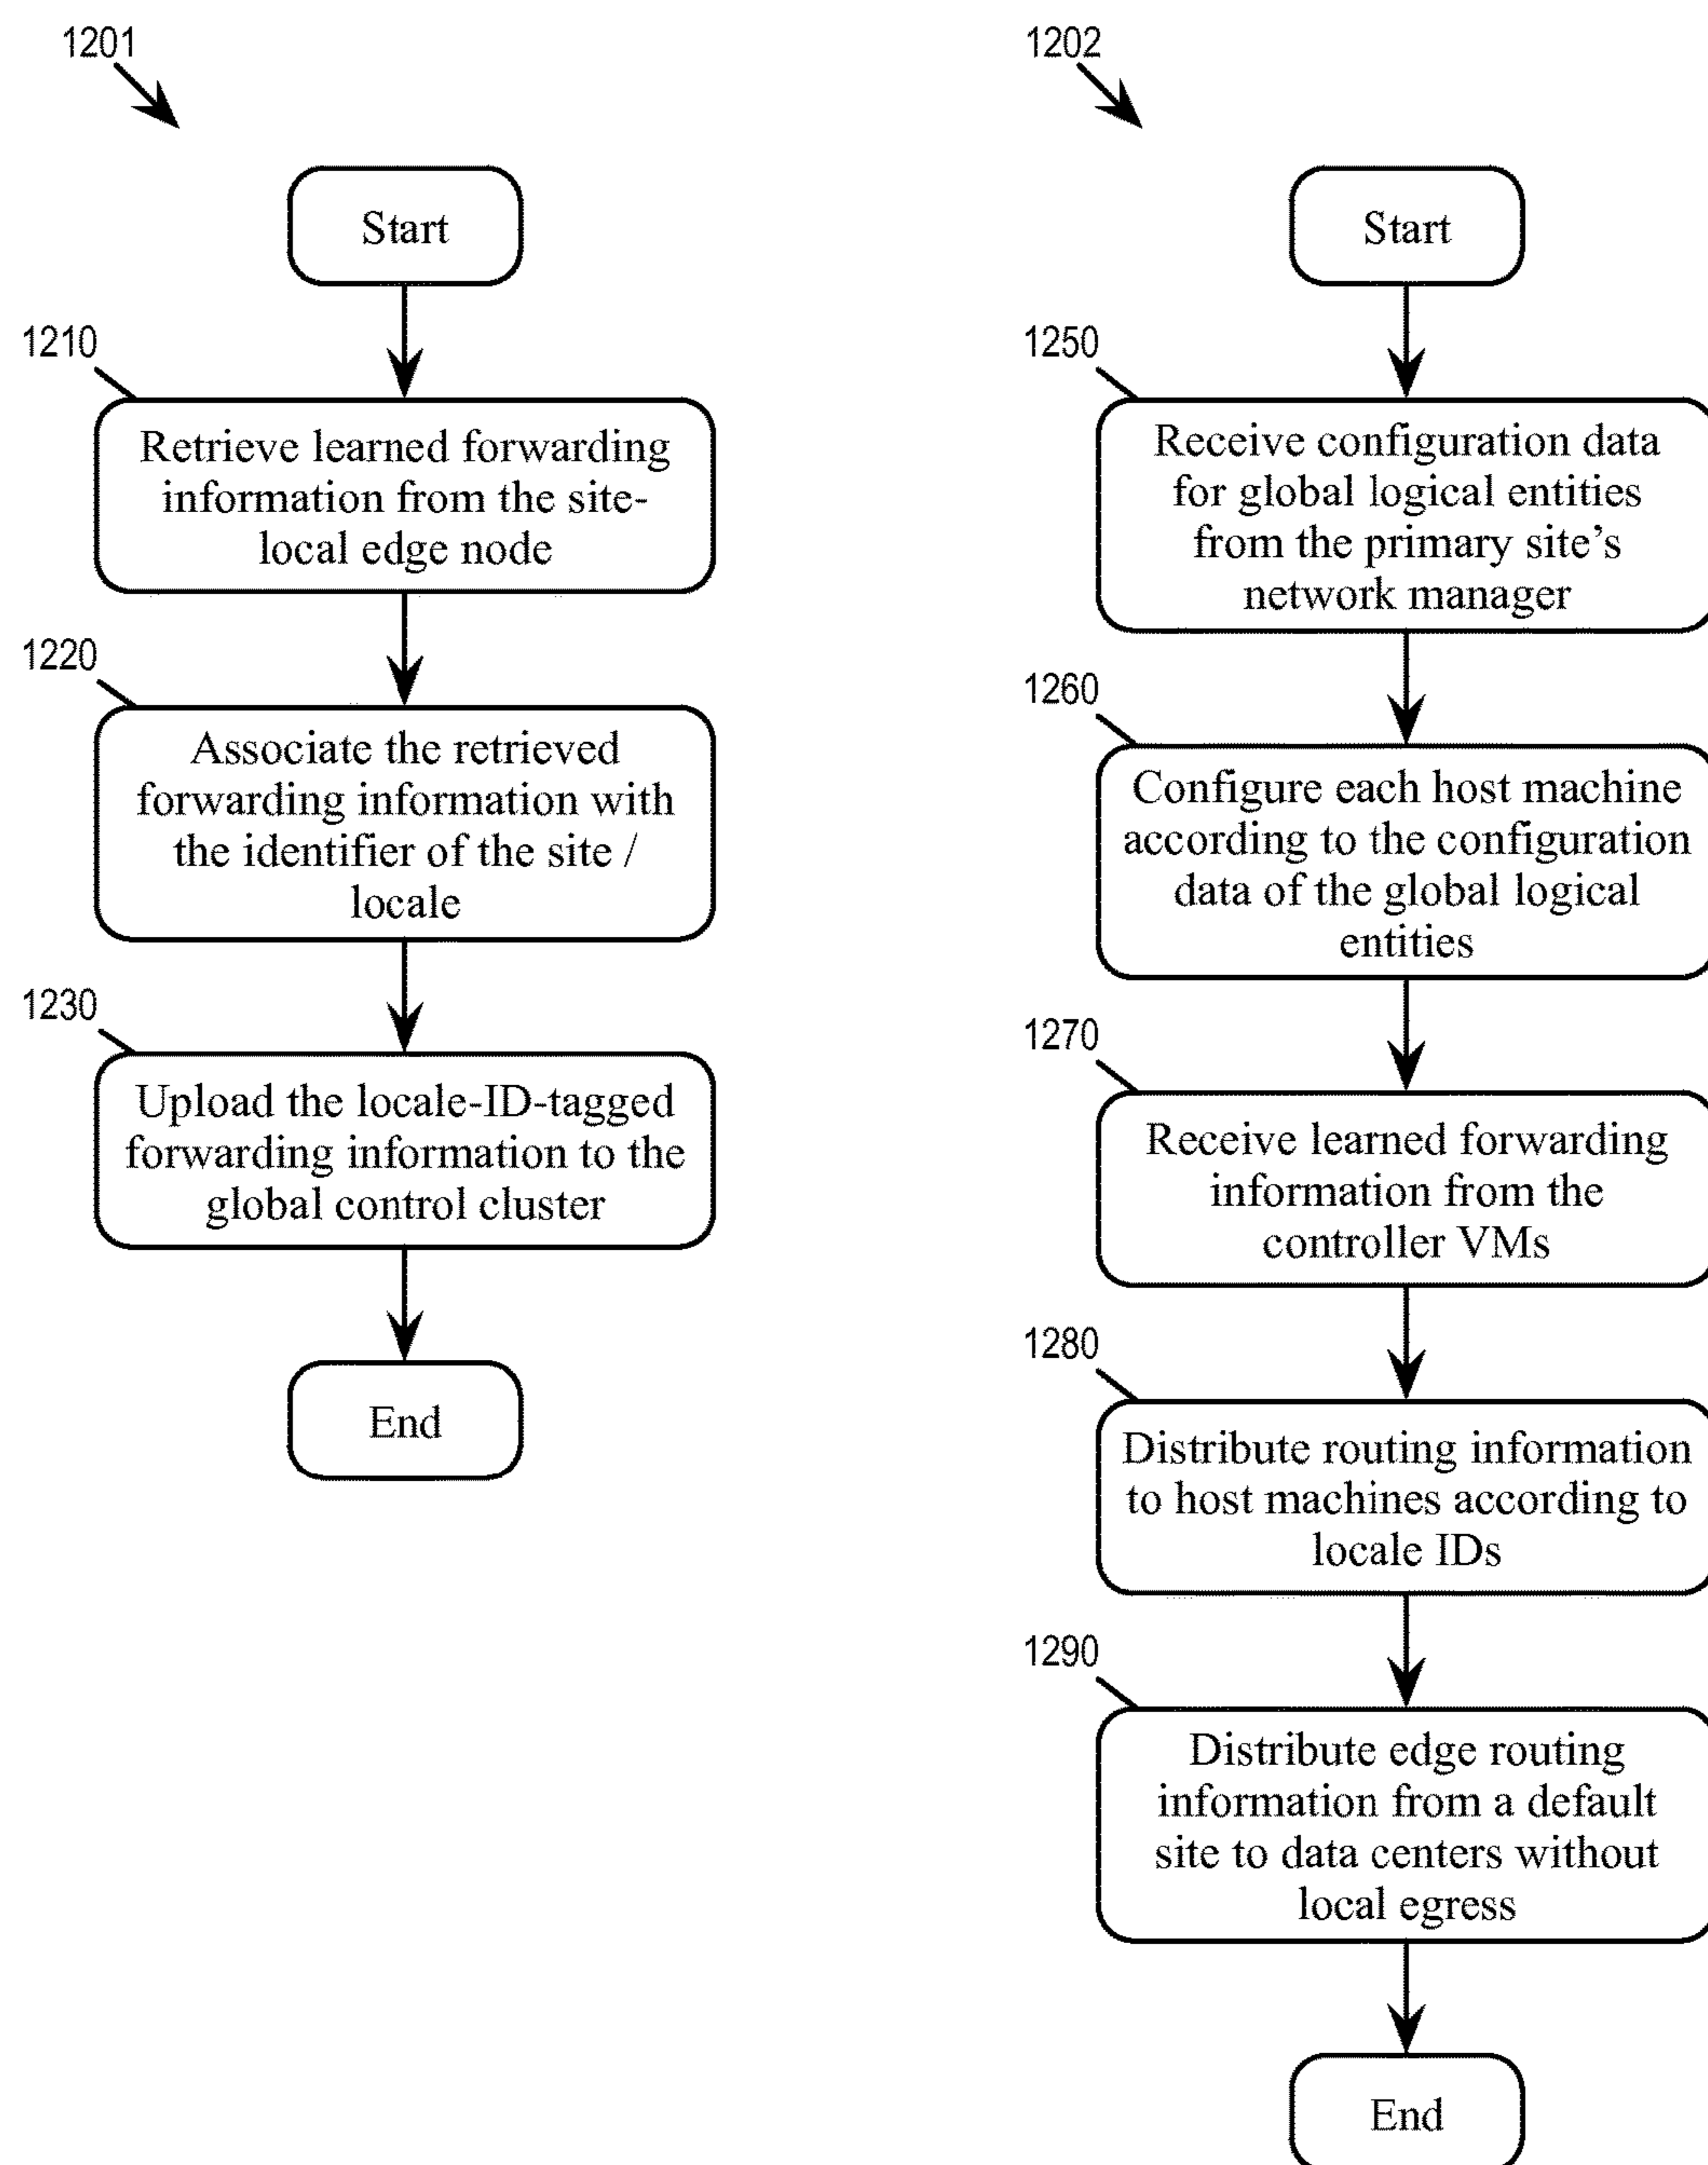 1201
Start
1210
Retrieve learned forwarding
information from the site-
local edge node
1220
Associate the retrieved
forwarding information with
the identifier of the site /
locale
1230
Upload the locale-ID-tagged
forwarding information to the
global control cluster
End
1202
Start
1250
Receive configuration data
for global logical entities
from the primary site's
network manager
1260
Configure each host machine
according to the configuration
data of the global logical
entities
1270
Receive learned forwarding
information from the
controller VMs
1280
Distribute routing information
to host machines according to
locale IDs
1290
Distribute edge routing
information from a default
site to data centers without
local egress
End